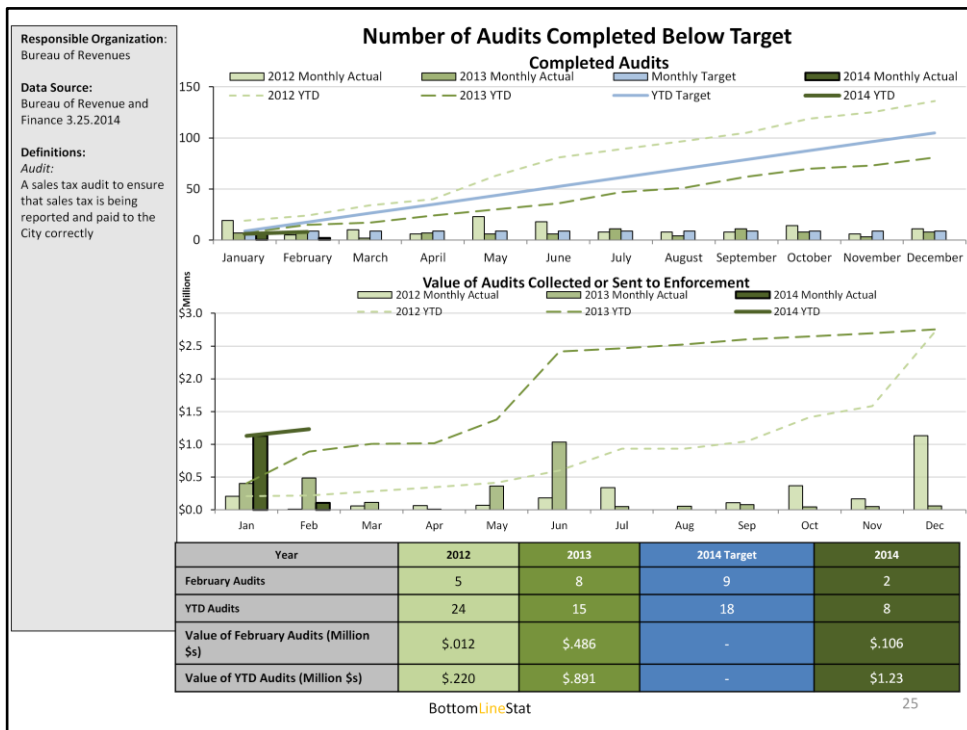 Responsible Organization:
Bureau of Revenues
Data Source:
Bureau of Revenue and
Finance 3.25.2014
Definitions:
Audit:
A sales tax audit to ensure
that sales tax is being
reported and paid to the
City correctly
Number of Audits Completed Below Target
Completed Audits
2012 Monthly Actual 2013 Monthly Actual Monthly Target 2014 Monthly Actual
2012 YTD 2013 YTD YTD Target 2014 YTD
150
100
50
0
January February March April May June July August September October November December
Value of Audits Collected or Sent to Enforcement
Millions
2012 Monthly Actual 2013 Monthly Actual 2014 Monthly Actual
2012 YTD 2013 YTD 2014 YTD
$3.0
$2.5
$2.0
$1.5
$1.0
$0.5
$0.0
Jan Feb Mar Apr May Jun Jul Aug Sep Oct Nov Dec
Year 2012 2013 2014 Target 2014
February Audits 5 8 9 2
YTD Audits 24 15 18 8
Value of February Audits (Million
$s) $.012 $.486 - $.106
Value of YTD Audits (Million $s) $.220 $.891 - $1.23
BottomLineStat
25